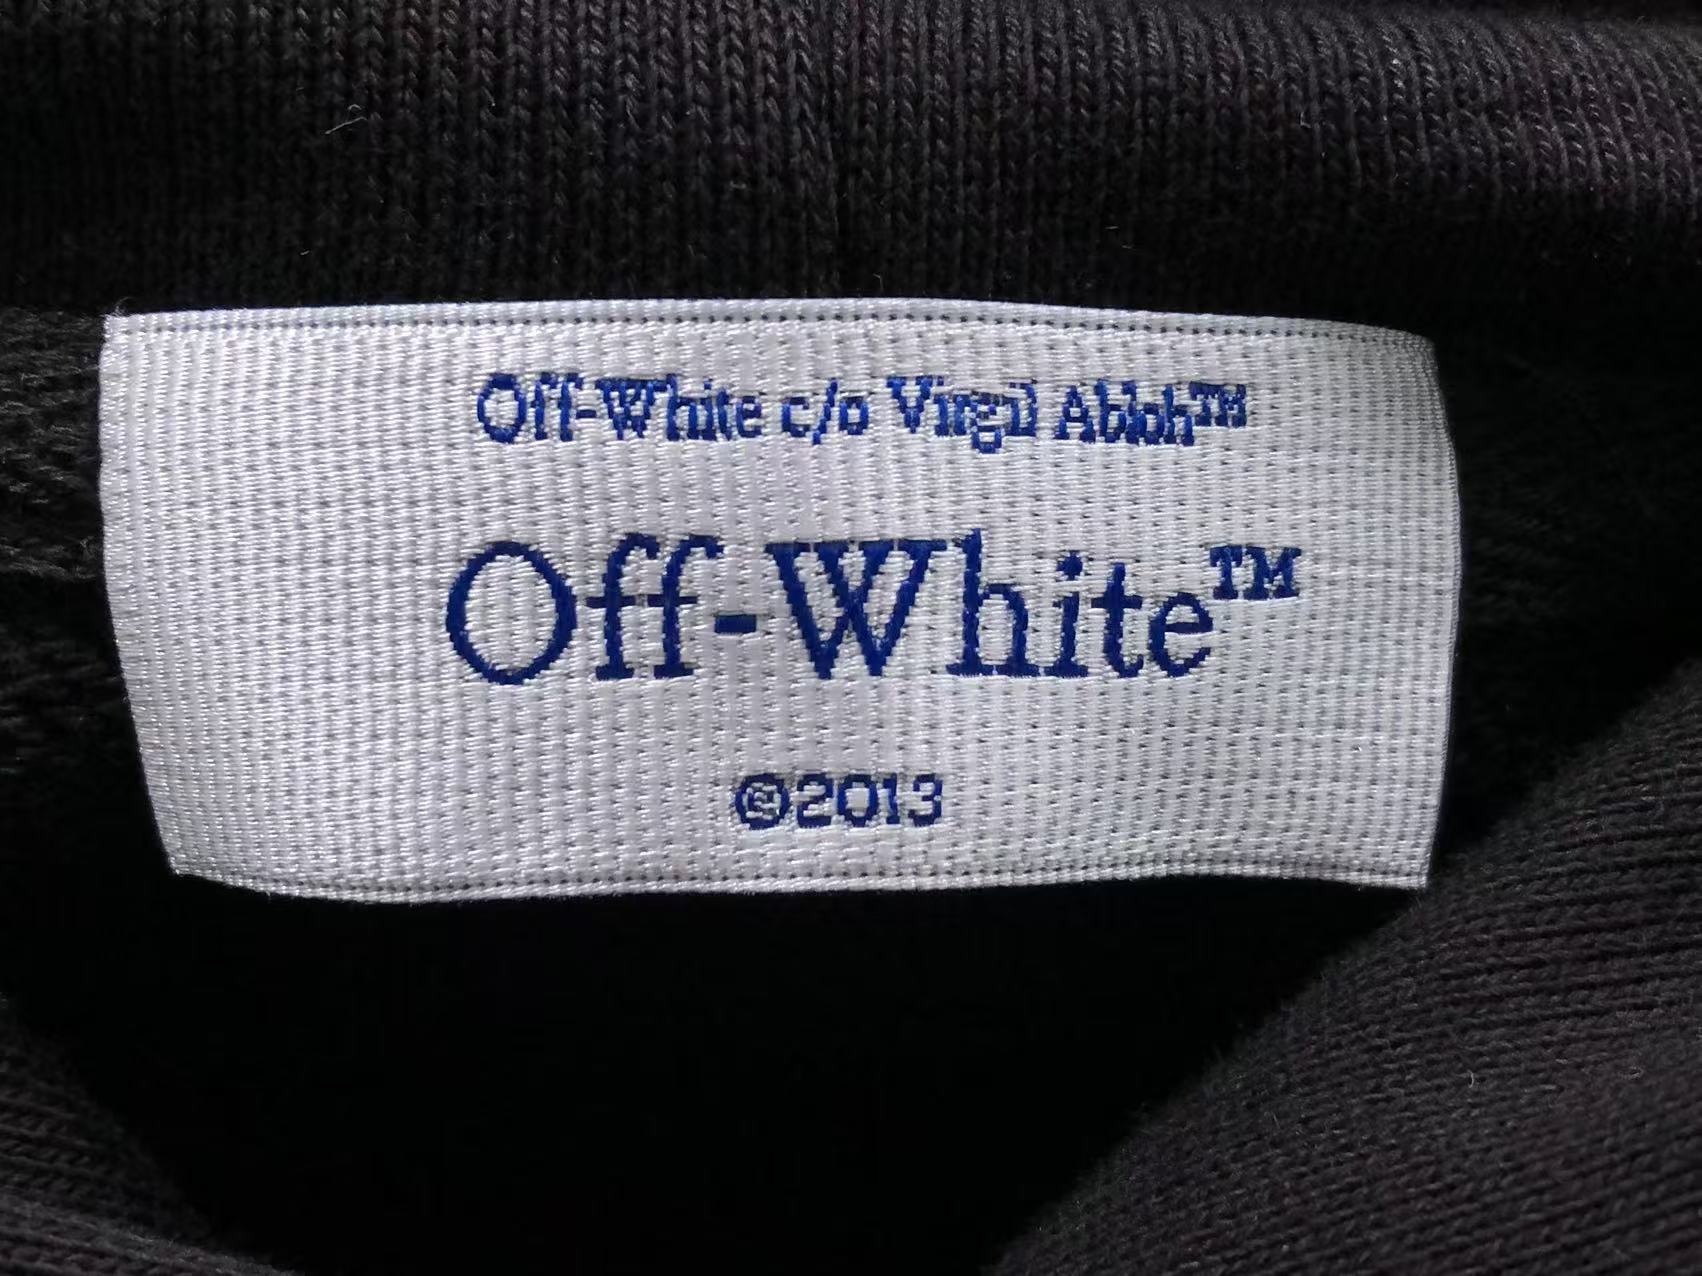 Off-White c/o Virgil Abloh™
Off-White™
©2013